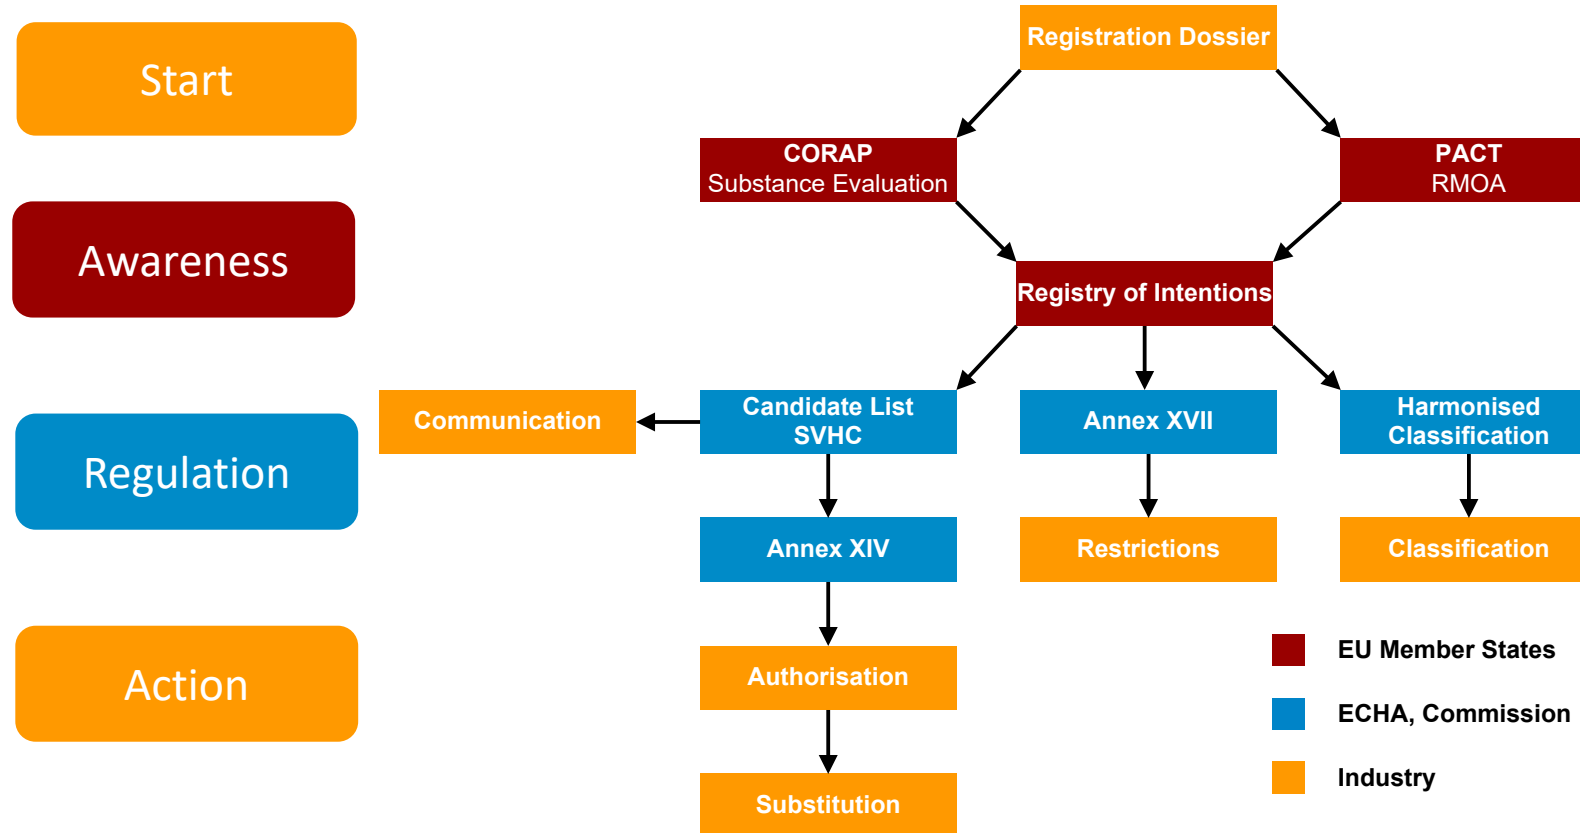 Start
Awareness
Regulation
Action
Registration Dossier
CORAP
Substance Evaluation
PACT
RMOA
Registry of Intentions
Communication
Candidate List
SVHC
Annex XVII
Harmonised
Classification
Annex XIV
Restrictions
Classification
Authorisation
Substitution
EU Member States
ECHA, Commission
Industry